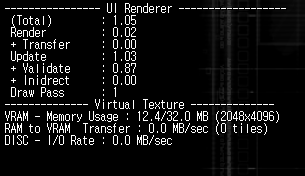 ---------------- UI Renderer ------------------
(Total) : 1.05
Render : 0.02
+ Transfer : 0.00
Update : 1.03
+ Validate : 0.87
+ Inidirect : 0.00
Draw Pass : 1
--------------- Virtual Texture ----------------
VRAM - Memory Usage : 12.4/32.0 MB (2048x4096)
RAM to VRAM Transfer : 0.0 MB/sec (0 tiles)
DISC - I/O Rate : 0.0 MB/sec